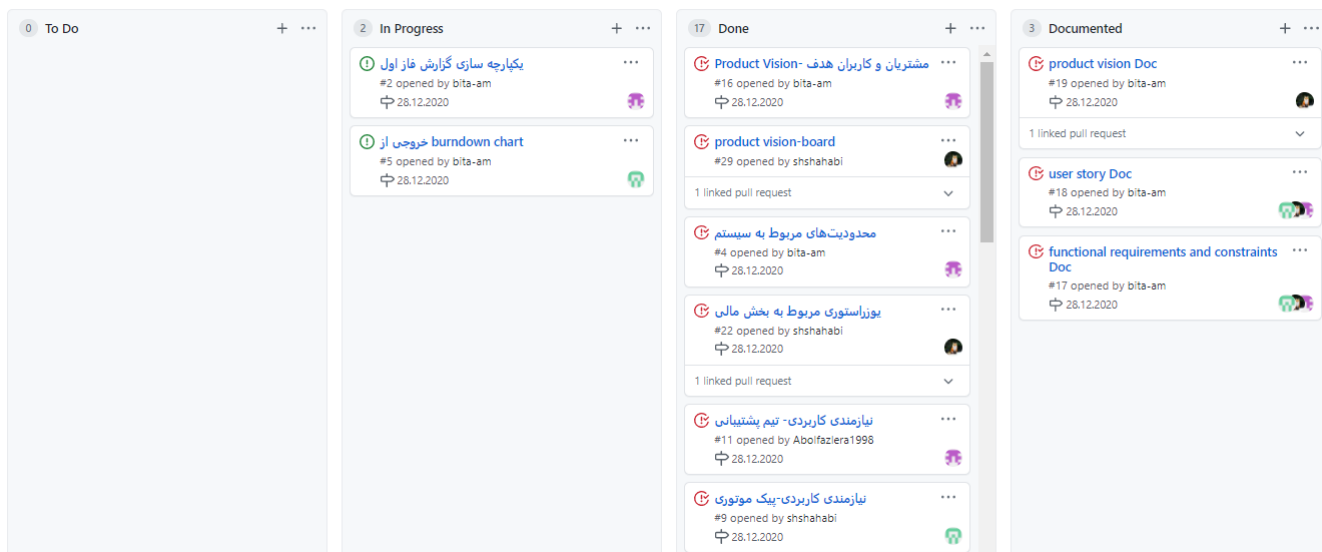 0 To Do
2 In Progress
یکپارچه سازی گزارش فاز اول
#2 opened by bita-am
28.12.2020
خروجی از burndown chart
#5 opened by bita-am
28.12.2020
17 Done
مشتریان و کاربران هدف -Product Vision
#16 opened by bita-am
28.12.2020
product vision-board
#29 opened by shshahabi
1 linked pull request
محدودیت‌های مربوط به سیستم
#4 opened by bita-am
28.12.2020
یوزراستوری مربوط به بخش مالی
#22 opened by shshahabi
28.12.2020
1 linked pull request
نیازمندی کاربردی- تیم پشتیبانی
#11 opened by Abolfazlera1998
28.12.2020
نیازمندی کاربردی-پیک موتوری
#9 opened by shshahabi
28.12.2020
3 Documented
product vision Doc
#19 opened by bita-am
28.12.2020
1 linked pull request
user story Doc
#18 opened by bita-am
28.12.2020
functional requirements and constraints
Doc
#17 opened by bita-am
28.12.2020